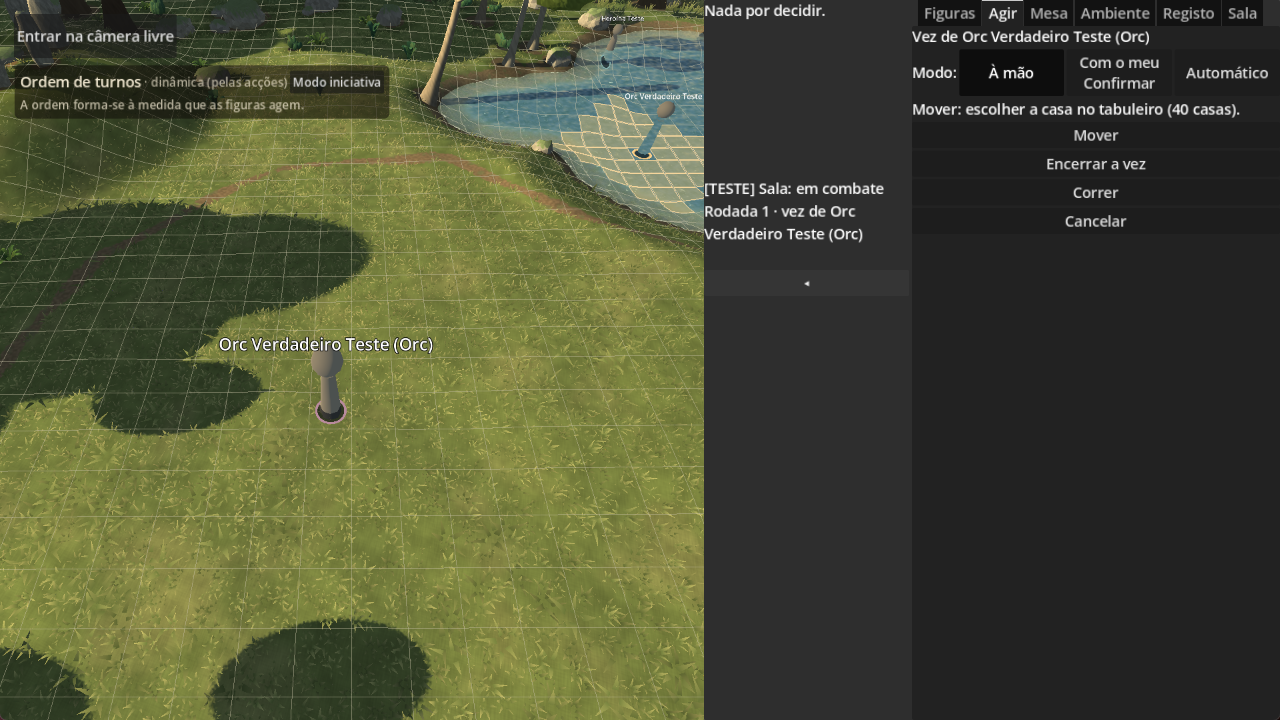 Entrar na câmera livre
Ordem de turnos · dinâmica (pelas acções) Modo iniciativa
A ordem forma-se à medida que as figuras agem.
Heroína Teste
Orc Verdadeiro Teste
Orc Verdadeiro Teste (Orc)
Nada por decidir.
[TESTE] Sala: em combate
Rodada 1 · vez de Orc
Verdadeiro Teste (Orc)
Figuras Agir Mesa Ambiente Registo Sala
Vez de Orc Verdadeiro Teste (Orc)
Modo: À mão Com o meu Confirmar Automático
Mover: escolher a casa no tabuleiro (40 casas).
Mover
Encerrar a vez
Correr
Cancelar